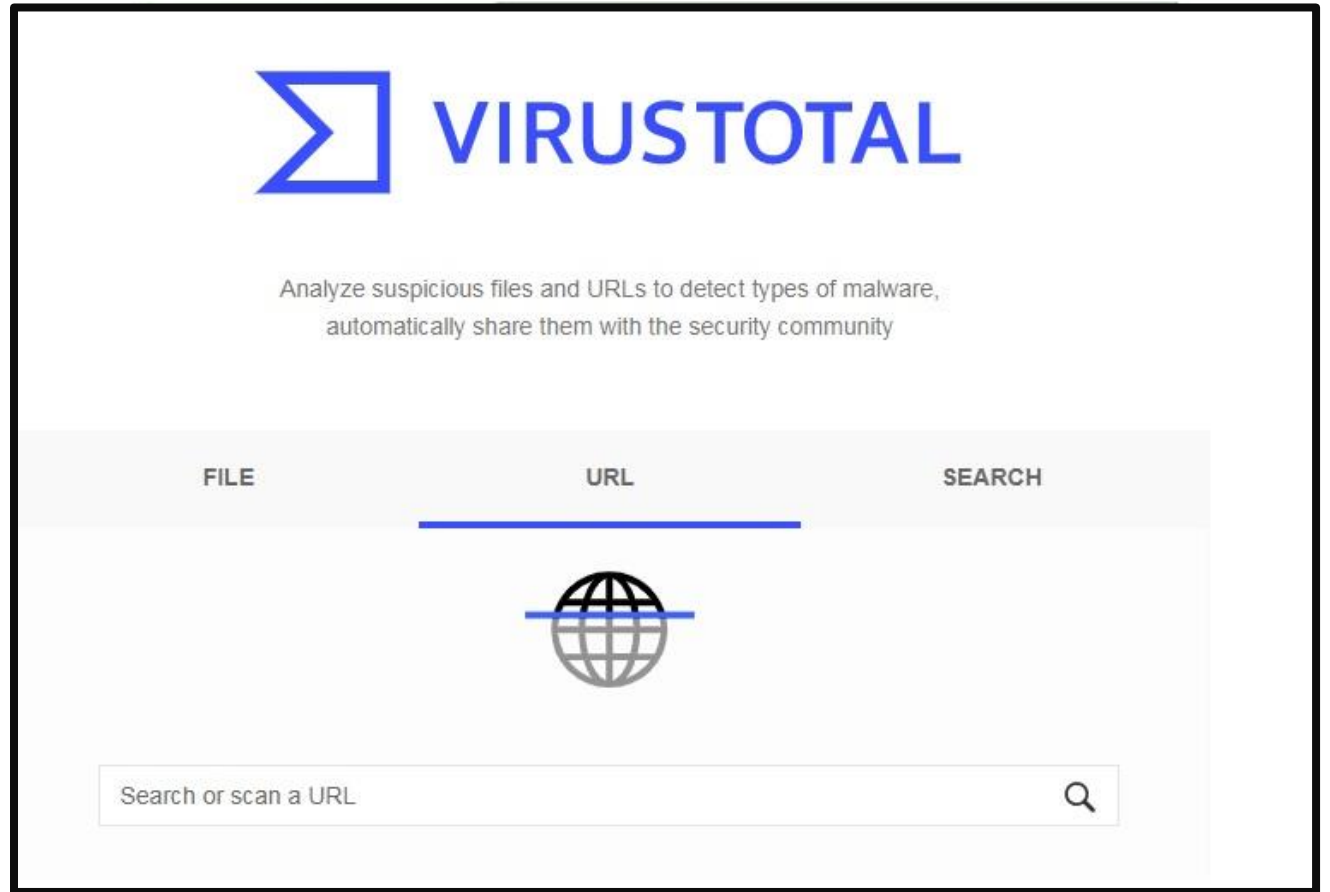 VIRUSTOTAL
Analyze suspicious files and URLs to detect types of malware,
automatically share them with the security community
FILE URL SEARCH
Search or scan a URL